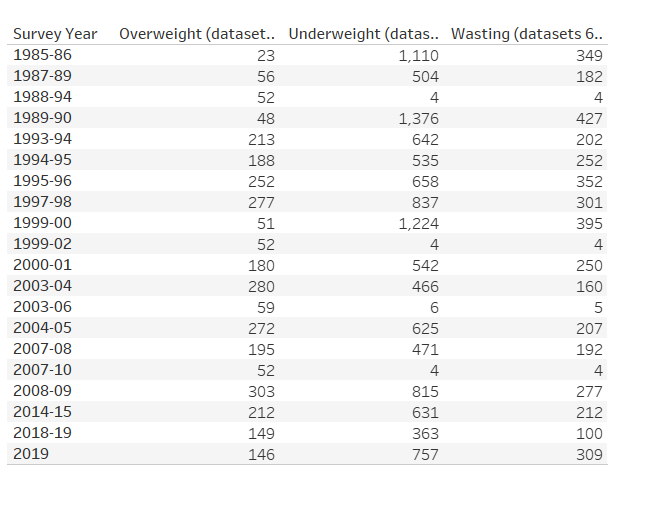 Survey Year Overweight (dataset.. Underweight (datas.. Wasting (datasets 6..
1985-86 23 1,110 349
1987-89 56 504 182
1988-94 52 4 4
1989-90 48 1,376 427
1993-94 213 642 202
1994-95 188 535 252
1995-96 252 658 352
1997-98 277 837 301
1999-00 51 1,224 395
1999-02 52 4 4
2000-01 180 542 250
2003-04 280 466 160
2003-06 59 6 5
2004-05 272 625 207
2007-08 195 471 192
2007-10 52 4 4
2008-09 303 815 277
2014-15 212 631 212
2018-19 149 363 100
2019 146 757 309